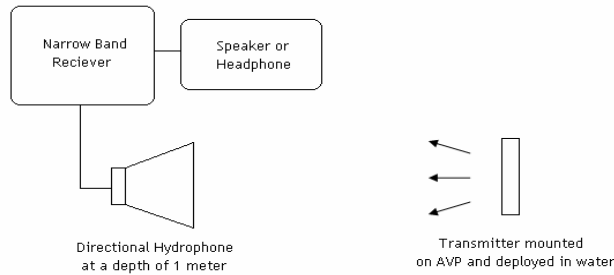 Narrow Band
Reciever
Speaker or
Headphone
Directional Hydrophone
at a depth of 1 meter
Transmitter mounted
on AVP and deployed in water